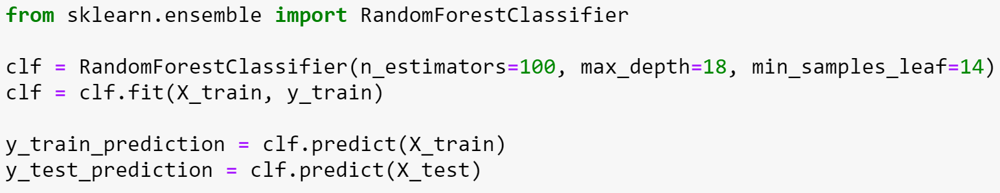 from sklearn.ensemble import RandomForestClassifier
clf = RandomForestClassifier(n_estimators=100, max_depth=18, min_samples_leaf=14)
clf = clf.fit(X_train, y_train)
y_train_prediction = clf.predict(X_train)
y_test_prediction = clf.predict(X_test)